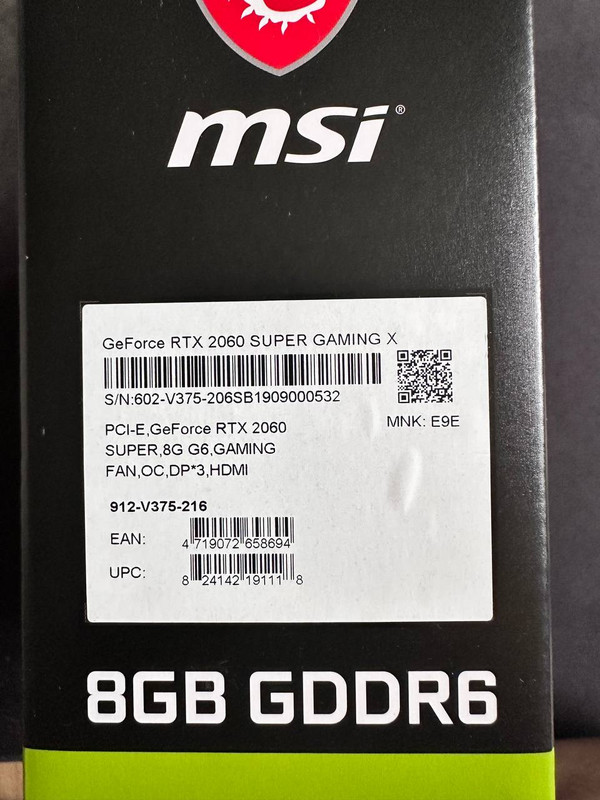 msi®
GeForce RTX 2060 SUPER GAMING X
S/N:602-V375-206SB1909000532
MNK: E9E
PCI-E,GeForce RTX 2060
SUPER,8G G6,GAMING
FAN,OC,DP*3,HDMI
912-V375-216
EAN: 4 719072 658694
UPC: 8 24142 19111 8
8GB GDDR6